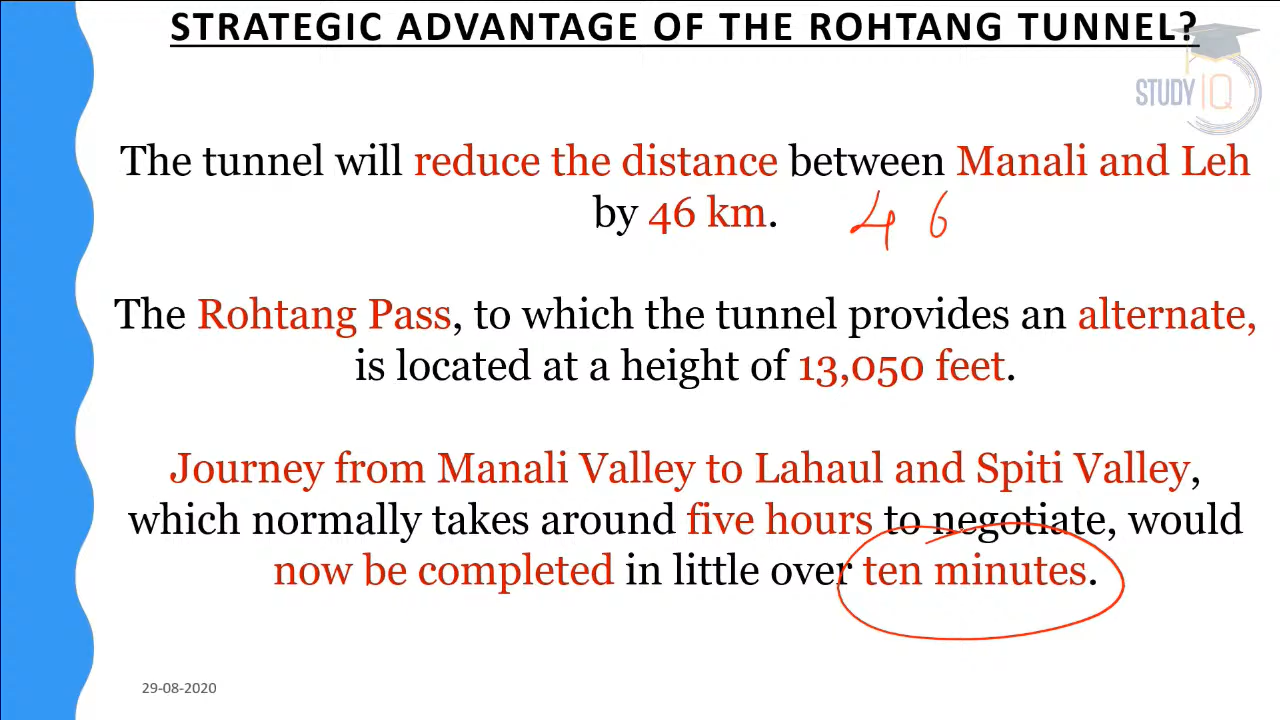 STRATEGIC ADVANTAGE OF THE ROHTANG TUNNEL?
STUDY IQ
The tunnel will reduce the distance between Manali and Leh
by 46 km.
46
The Rohtang Pass, to which the tunnel provides an alternate,
is located at a height of 13,050 feet.
Journey from Manali Valley to Lahaul and Spiti Valley,
which normally takes around five hours to negotiate, would
now be completed in little over ten minutes.
29-08-2020